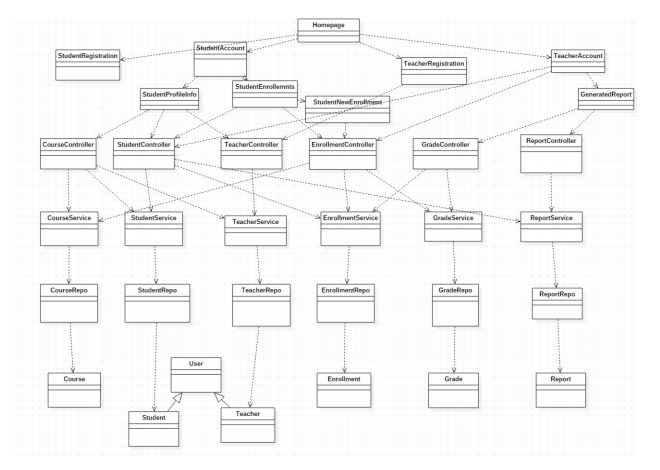 Homepage
StudentRegistration
StudentAccount
TeacherRegistration
TeacherAccount
StudentProfileInfo
StudentEnrollemnts
StudentNewEnrollment
GeneratedReport
CourseController
StudentController
TeacherController
EnrollmentController
GradeController
ReportController
CourseService
StudentService
TeacherService
EnrollmentService
GradeService
ReportService
CourseRepo
StudentRepo
TeacherRepo
EnrollmentRepo
GradeRepo
ReportRepo
User
Course
Enrollment
Grade
Report
Student
Teacher